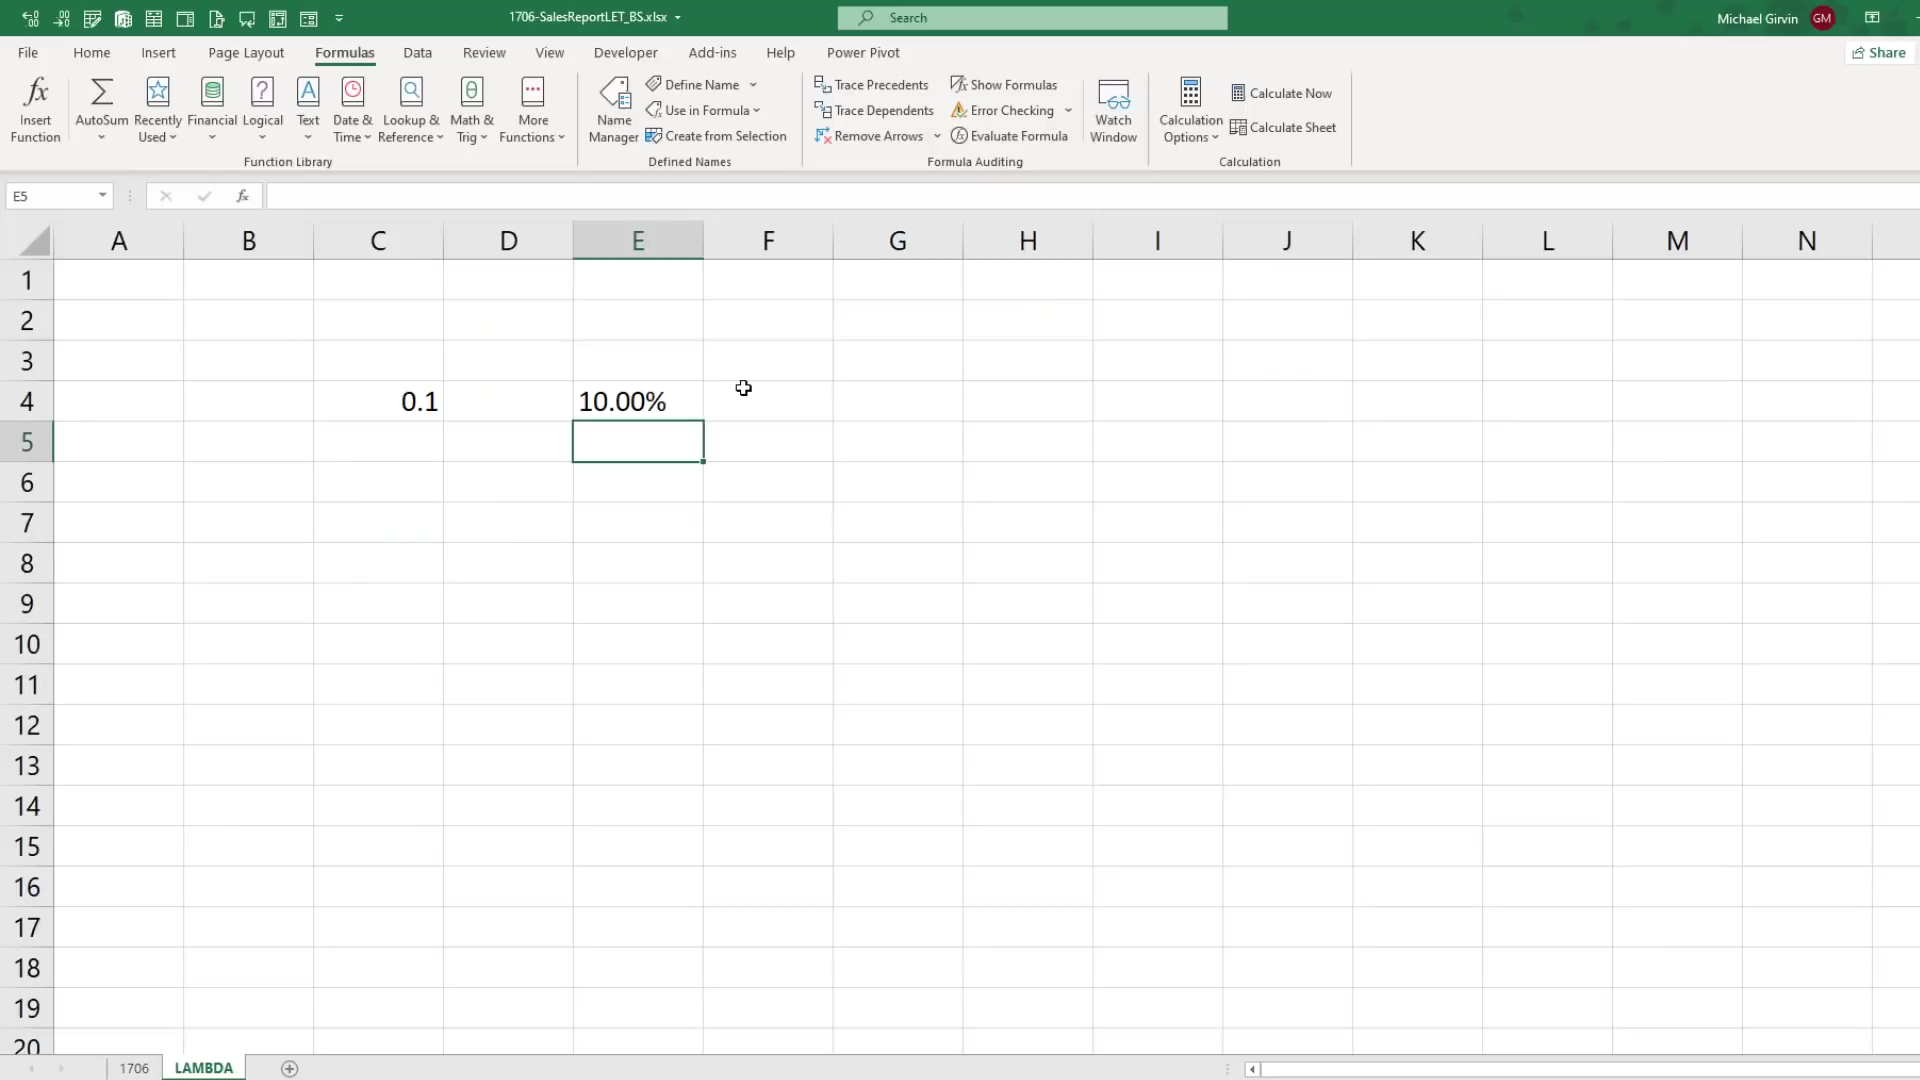 1706-SalesReportLET_BS.xlsx
Search
Michael Girvin GM
File Home Insert Page Layout Formulas Data Review View Developer Add-ins Help Power Pivot Share
fx Insert Function
AutoSum
Recently Used
Financial
Logical
Text
Date & Time
Lookup & Reference
Math & Trig
More Functions
Function Library
Name Manager
Define Name
Use in Formula
Create from Selection
Defined Names
Trace Precedents
Trace Dependents
Remove Arrows
Show Formulas
Error Checking
Evaluate Formula
Formula Auditing
Watch Window
Calculation Options
Calculate Now
Calculate Sheet
Calculation
E5 fx
A B C D E F G H I J K L M N
1
2
3
4 0.1 10.00%
5
6
7
8
9
10
11
12
13
14
15
16
17
18
19
20
1706 LAMBDA